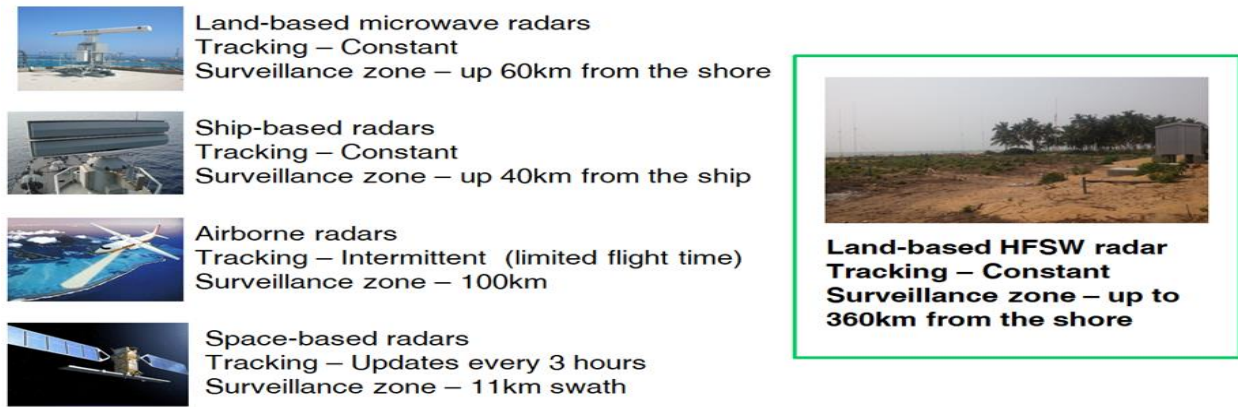 Land-based microwave radars
Tracking – Constant
Surveillance zone – up 60km from the shore
Ship-based radars
Tracking – Constant
Surveillance zone – up 40km from the ship
Airborne radars
Tracking – Intermittent (limited flight time)
Surveillance zone – 100km
Space-based radars
Tracking – Updates every 3 hours
Surveillance zone – 11km swath
Land-based HFSW radar
Tracking – Constant
Surveillance zone – up to
360km from the shore